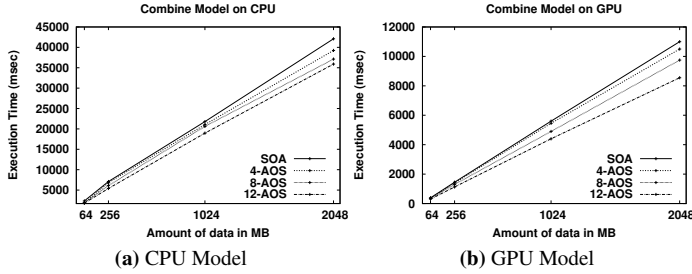 Combine Model on CPU
45000
40000
35000
30000
25000
20000
15000
10000
5000
Execution Time (msec)
SOA
4-AOS
8-AOS
12-AOS
64 256 1024 2048
Amount of data in MB
(a) CPU Model
Combine Model on GPU
12000
10000
8000
6000
4000
2000
0
Execution Time (msec)
SOA
4-AOS
8-AOS
12-AOS
64 256 1024 2048
Amount of data in MB
(b) GPU Model